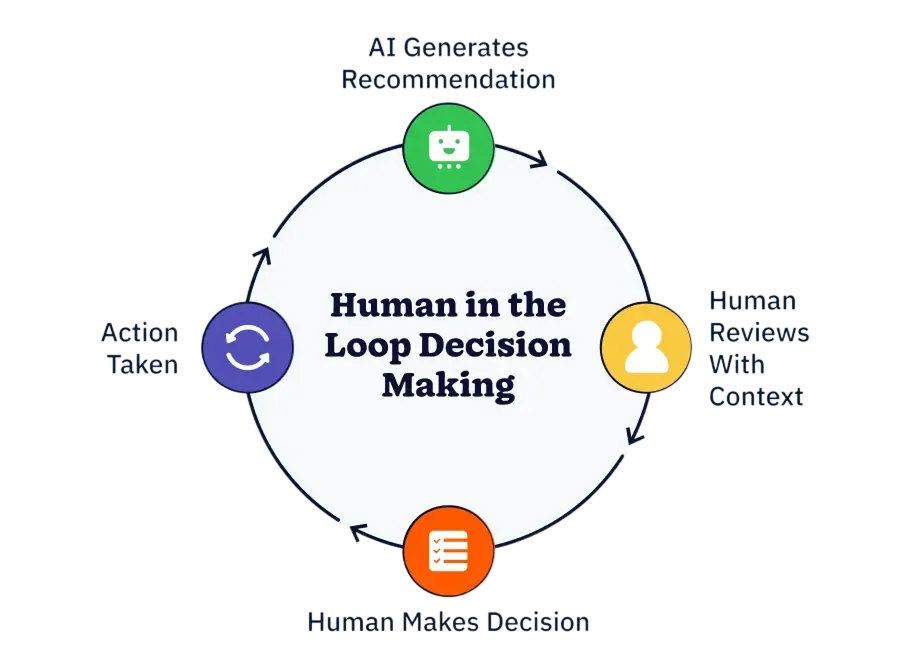 AI Generates
Recommendation
Human in the
Loop Decision
Making
Human
Reviews
With
Context
Action
Taken
Human Makes Decision